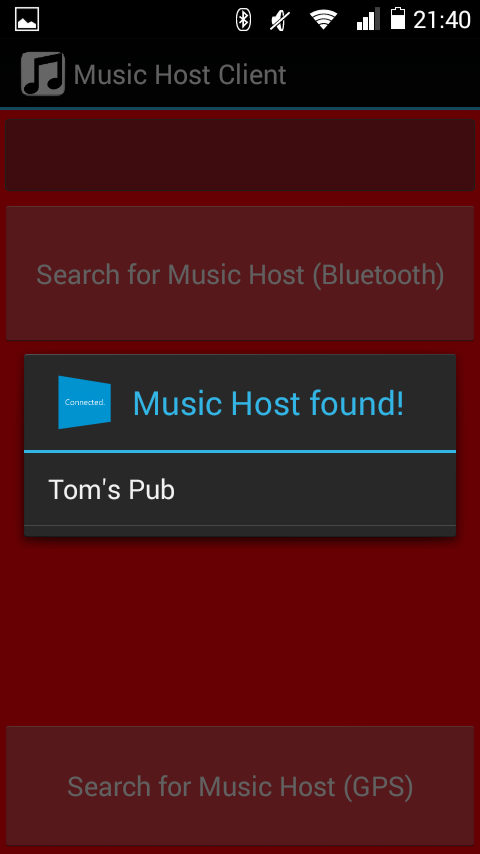 21:40
Music Host Client
Search for Music Host (Bluetooth)
Connected.
Music Host found!
Tom's Pub
Search for Music Host (GPS)